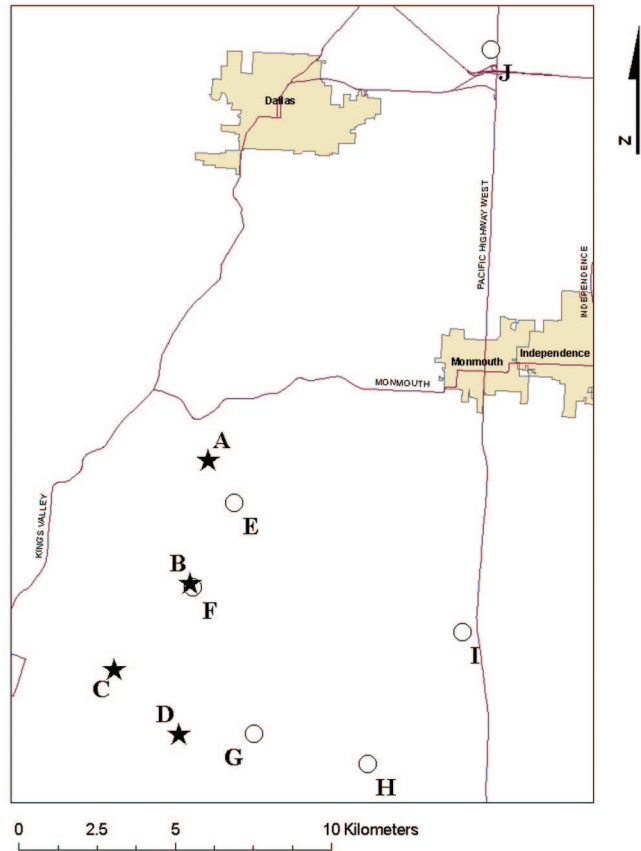 J
Dallas
Z
PACIFIC HIGHWAY WEST
INDEPENDENCE
Monmouth
Independence
MONMOUTH
A
KINGS VALLEY
E
B
F
I
C
D
G
H
0 2.5 5 10 Kilometers